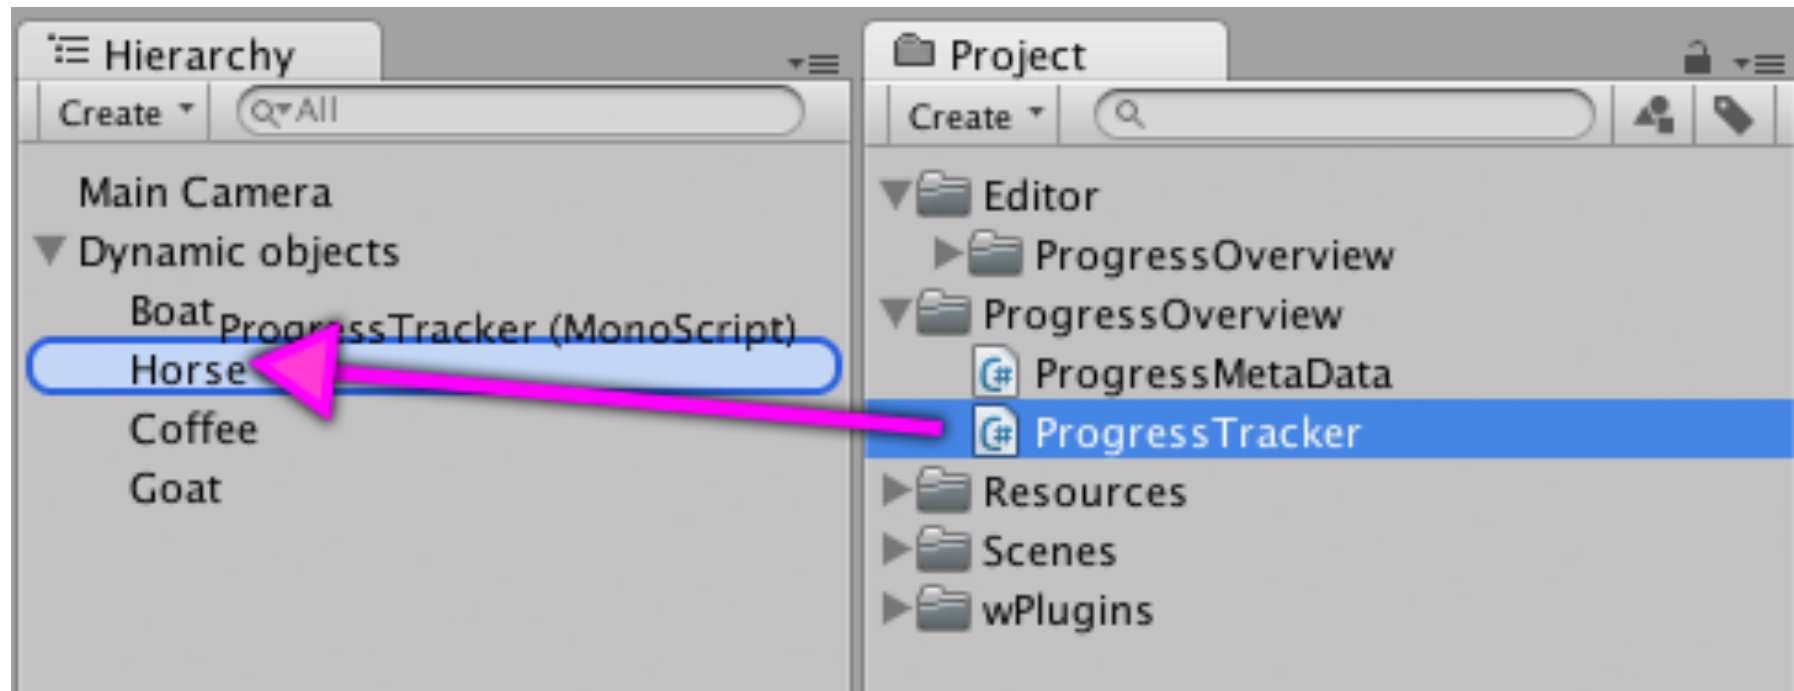 Hierarchy
Create
All
Main Camera
Dynamic objects
Boat
ProgressTracker (MonoScript)
Horse
Coffee
Goat
Project
Create
Editor
ProgressOverview
ProgressOverview
C# ProgressMetaData
C# ProgressTracker
Resources
Scenes
wPlugins